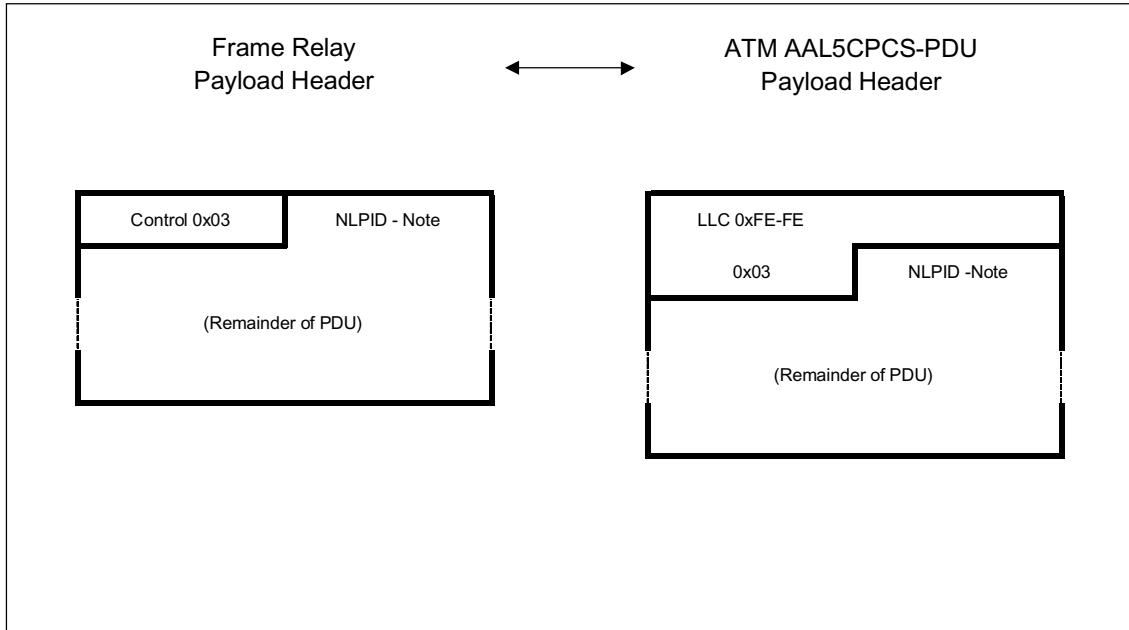 Frame Relay
Payload Header
ATM AAL5CPCS-PDU
Payload Header
Control 0x03
NLPID - Note
(Remainder of PDU)
LLC 0xFE-FE
0x03
NLPID -Note
(Remainder of PDU)